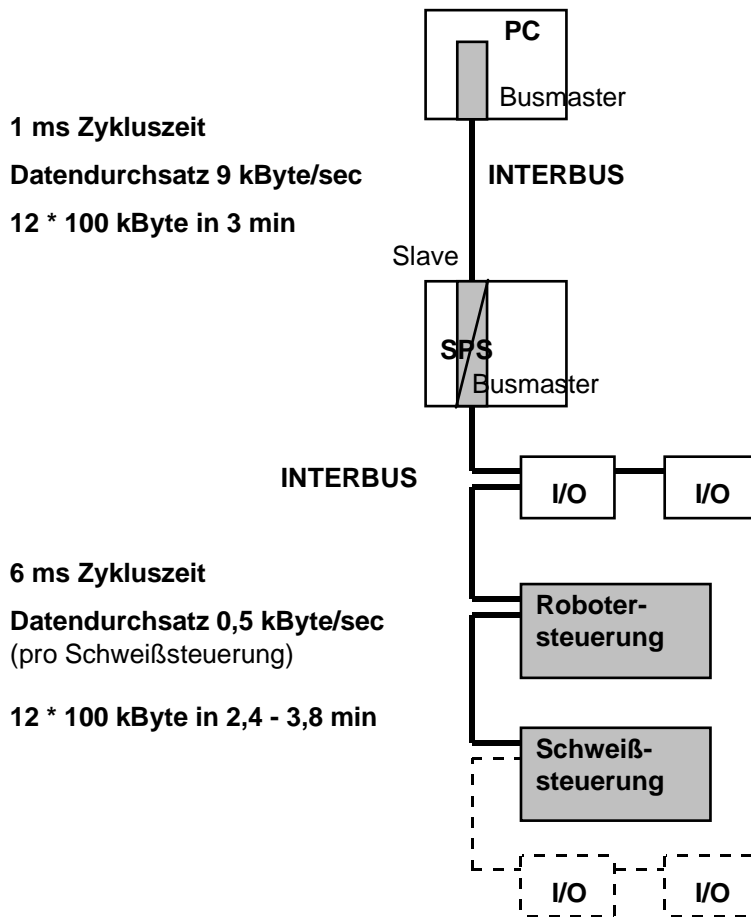 PC
Busmaster
1 ms Zykluszeit
Datendurchsatz 9 kByte/sec
INTERBUS
12 * 100 kByte in 3 min
Slave
SPS
Busmaster
INTERBUS
I/O
I/O
6 ms Zykluszeit
Datendurchsatz 0,5 kByte/sec
(pro Schweißsteuerung)
12 * 100 kByte in 2,4 - 3,8 min
Roboter-
steuerung
Schweiß-
steuerung
I/O
I/O